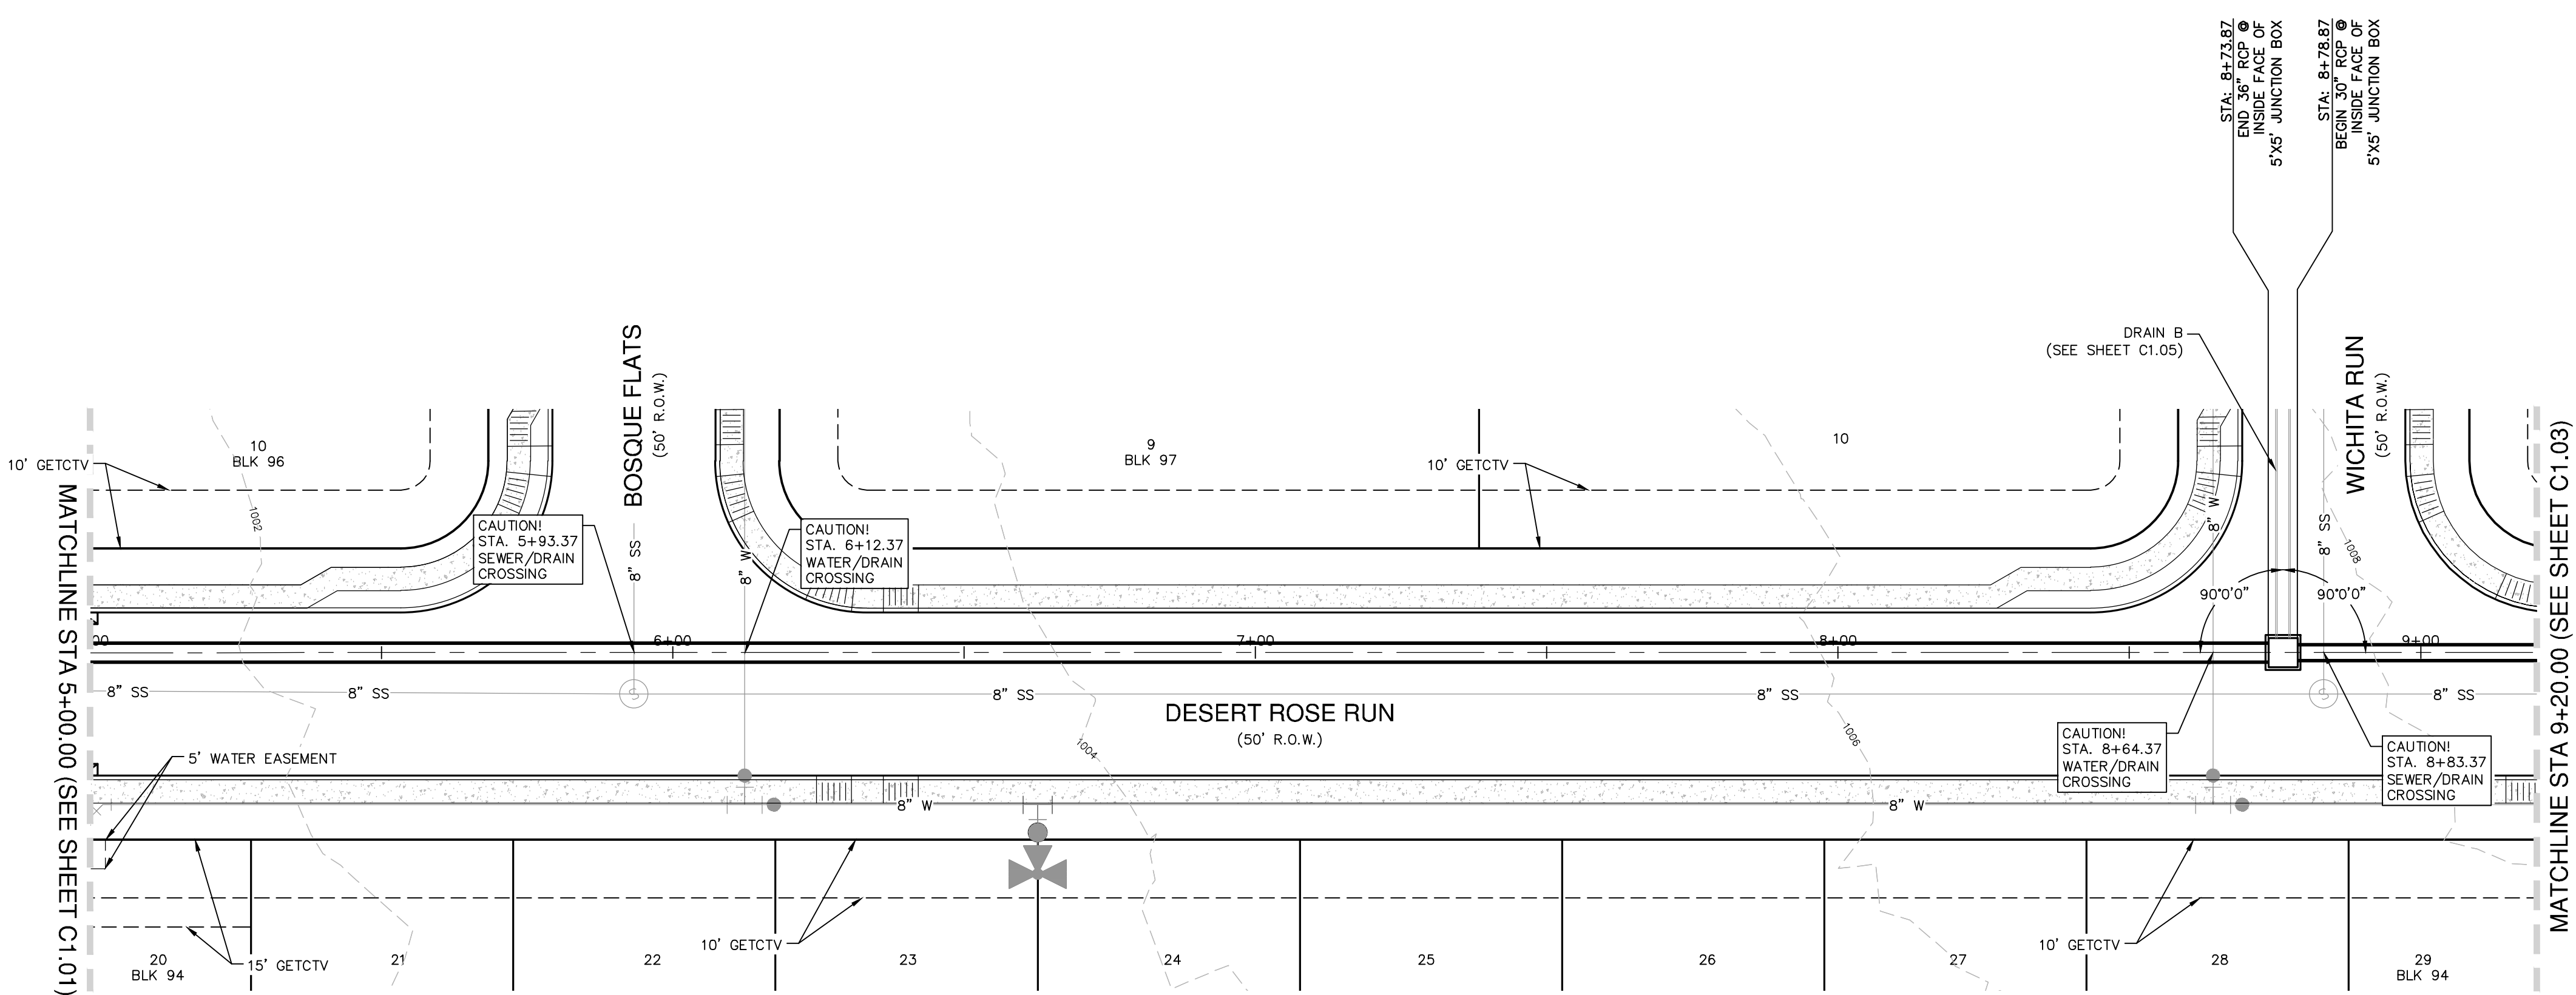 STA: 8+73.87
END 36" RCP @
INSIDE FACE OF
5'X5' JUNCTION BOX
STA: 8+78.87
BEGIN 30" RCP @
INSIDE FACE OF
5'X5' JUNCTION BOX
DRAIN B
(SEE SHEET C1.05)
BOSQUE FLATS
(50' R.O.W.)
WICHITA RUN
(50' R.O.W.)
10
BLK 96
9
BLK 97
10
10' GETCTV
10' GETCTV
1002
CAUTION!
STA. 5+93.37
SEWER/DRAIN
CROSSING
8" SS
8" W
CAUTION!
STA. 6+12.37
WATER/DRAIN
CROSSING
8" W
8" SS
1008
90°0'0"
90°0'0"
00
6+00
7+00
8+00
9+00
8" SS
8" SS
S
8" SS
8" SS
S
8" SS
DESERT ROSE RUN
(50' R.O.W.)
1004
1006
5' WATER EASEMENT
CAUTION!
STA. 8+64.37
WATER/DRAIN
CROSSING
CAUTION!
STA. 8+83.37
SEWER/DRAIN
CROSSING
8" W
8" W
10' GETCTV
10' GETCTV
15' GETCTV
20
BLK 94
21
22
23
24
25
26
27
28
29
BLK 94
MATCHLINE STA 5+00.00 (SEE SHEET C1.01)
MATCHLINE STA 9+20.00 (SEE SHEET C1.03)